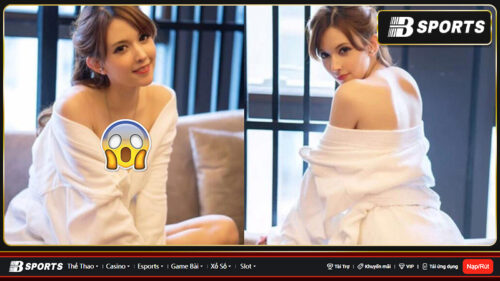 B SPORTS
B SPORTS Thể Thao Casino Esports Game Bài Xổ Số Slot Tài Trợ Khuyến mãi VIP Tải ứng dụng Nạp/Rút